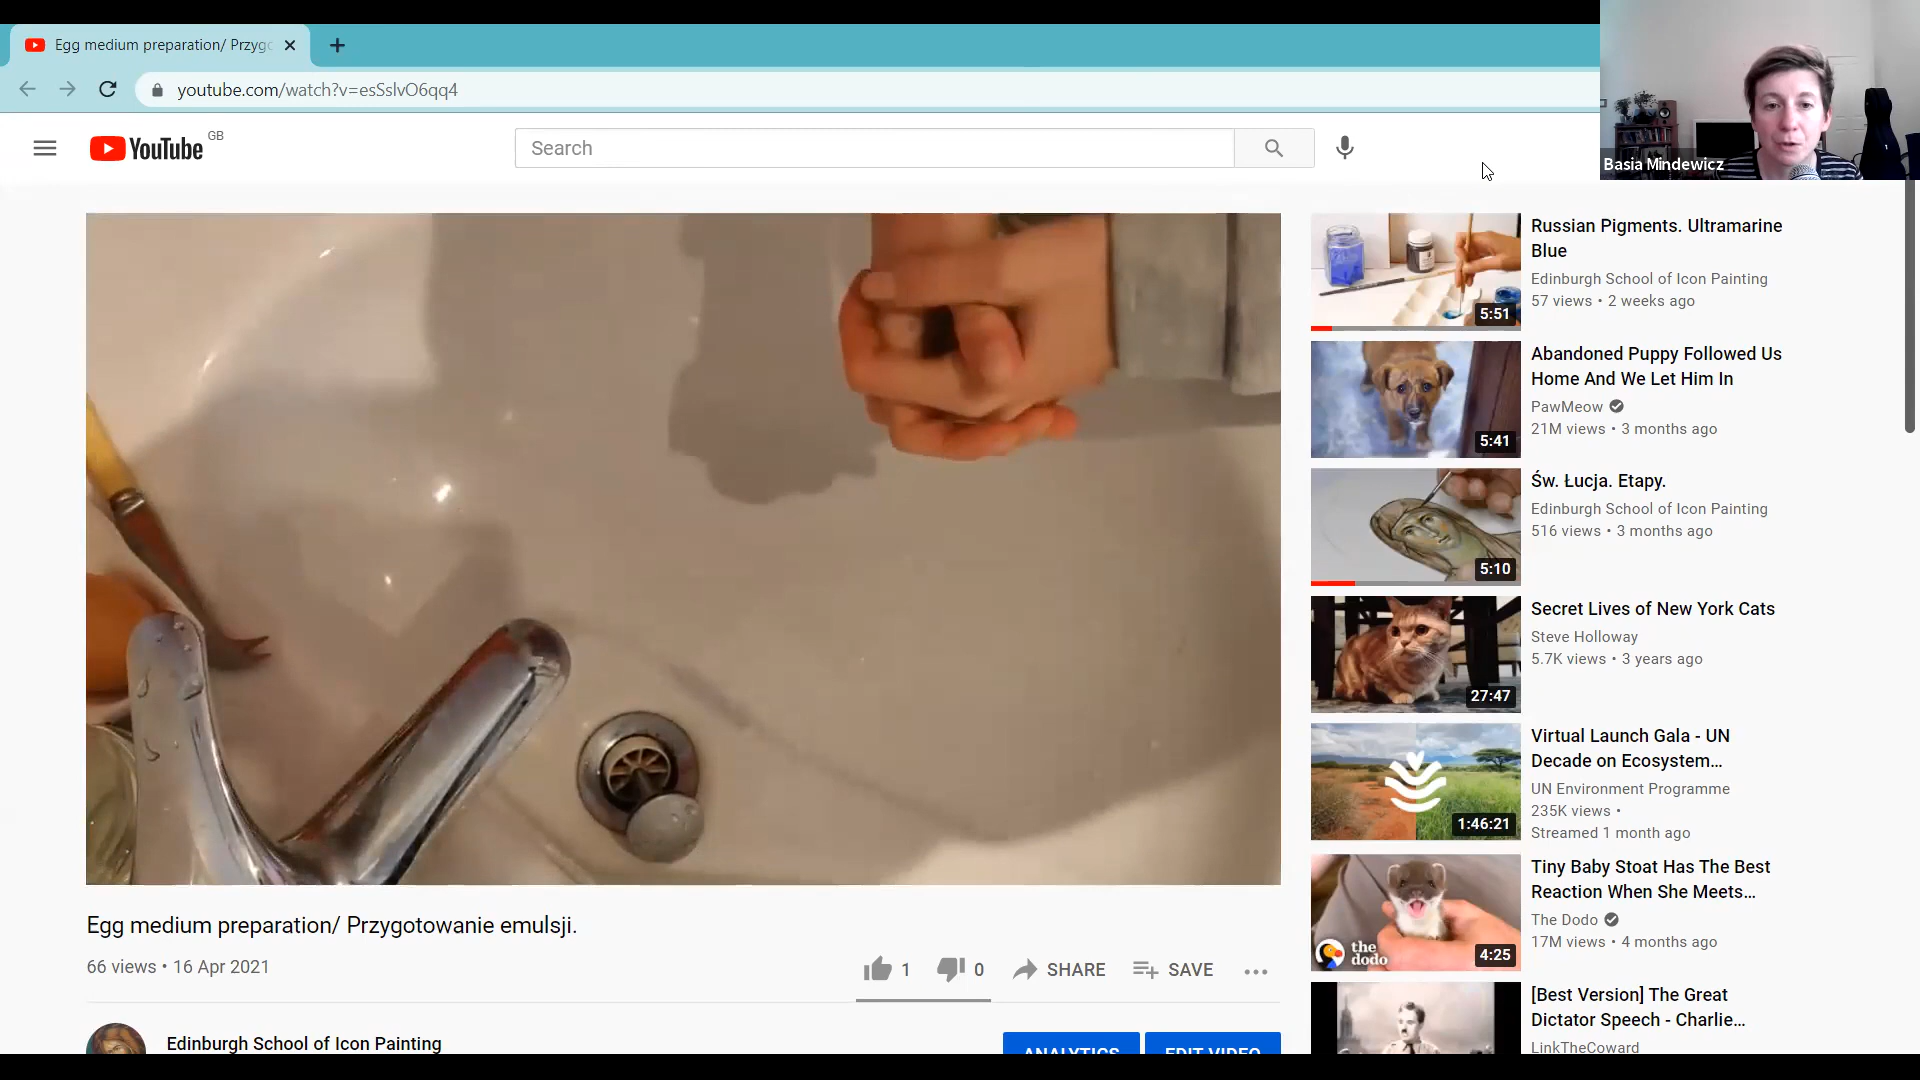 Egg medium preparation/ Przygo
youtube.com/watch?v=esSslvO6qq4
YouTube GB
Search
Basia Mindewicz
Russian Pigments. Ultramarine
Blue
Edinburgh School of Icon Painting
57 views • 2 weeks ago
5:51
Abandoned Puppy Followed Us
Home And We Let Him In
PawMeow
21M views • 3 months ago
5:41
Św. Łucja. Etapy.
Edinburgh School of Icon Painting
516 views • 3 months ago
5:10
Secret Lives of New York Cats
Steve Holloway
5.7K views • 3 years ago
27:47
Virtual Launch Gala - UN
Decade on Ecosystem...
UN Environment Programme
235K views •
Streamed 1 month ago
1:46:21
Tiny Baby Stoat Has The Best
Reaction When She Meets...
The Dodo
17M views • 4 months ago
the
dodo
4:25
[Best Version] The Great
Dictator Speech - Charlie...
LinkTheCoward
Egg medium preparation/ Przygotowanie emulsji.
66 views • 16 Apr 2021
1 0 SHARE SAVE
Edinburgh School of Icon Painting
ANALYTICS EDIT VIDEO